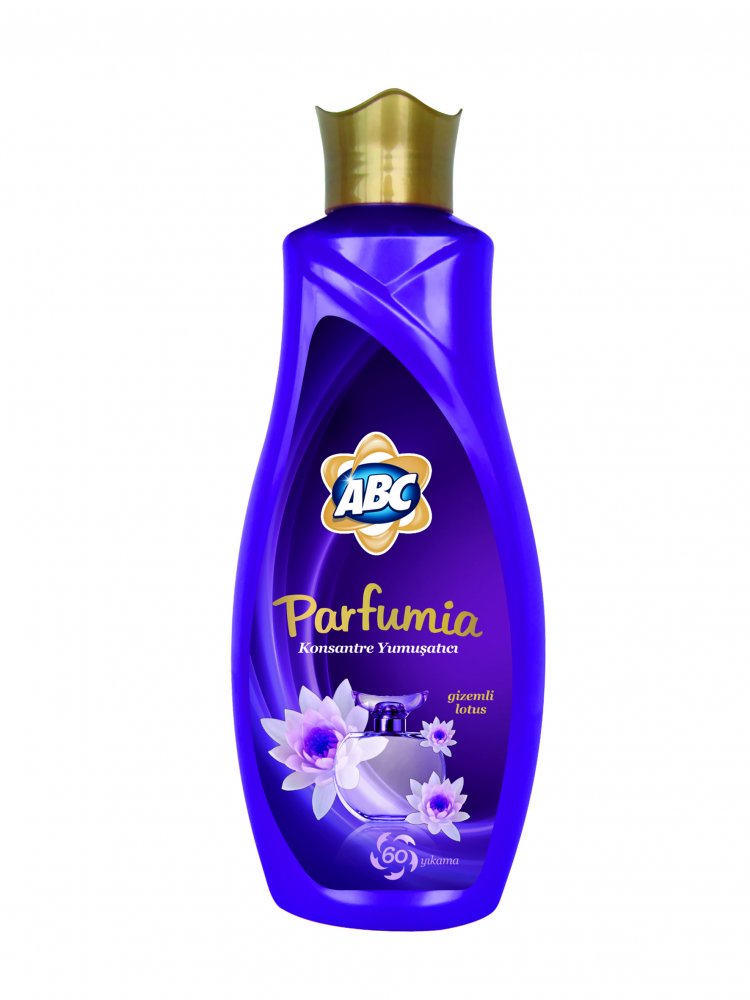 ABC
Parfumia
Konsantre Yumuşatıcı
gizemli
lotus
60 yıkama